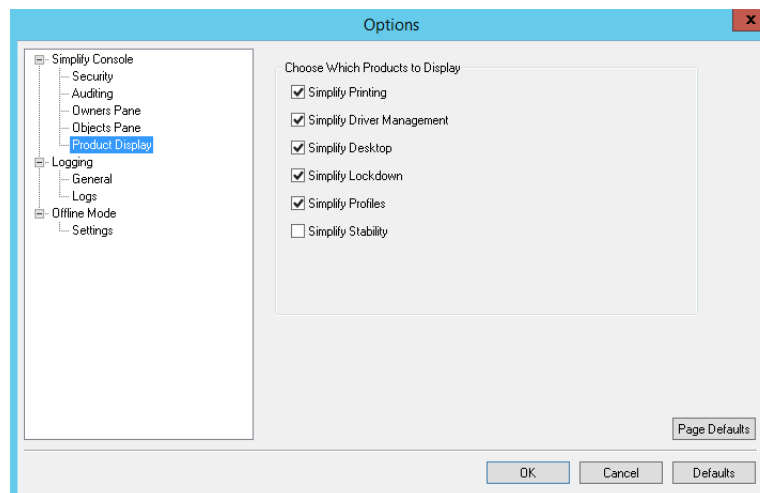 Options
x
Simplify Console
Security
Auditing
Owners Pane
Objects Pane
Product Display
Logging
General
Logs
Offline Mode
Settings
Choose Which Products to Display
Simplify Printing
Simplify Driver Management
Simplify Desktop
Simplify Lockdown
Simplify Profiles
Simplify Stability
Page Defaults
OK
Cancel
Defaults